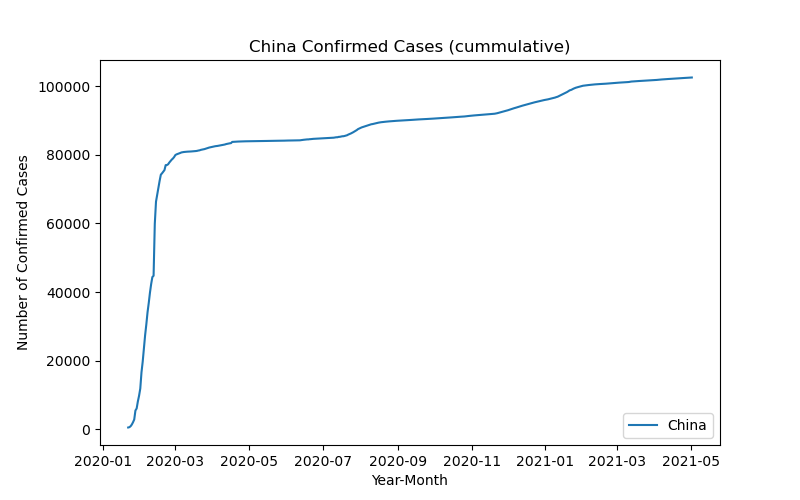 China Confirmed Cases (cummulative)
Number of Confirmed Cases
100000
80000
60000
40000
20000
0
China
2020-01 2020-03 2020-05 2020-07 2020-09 2020-11 2021-01 2021-03 2021-05
Year-Month